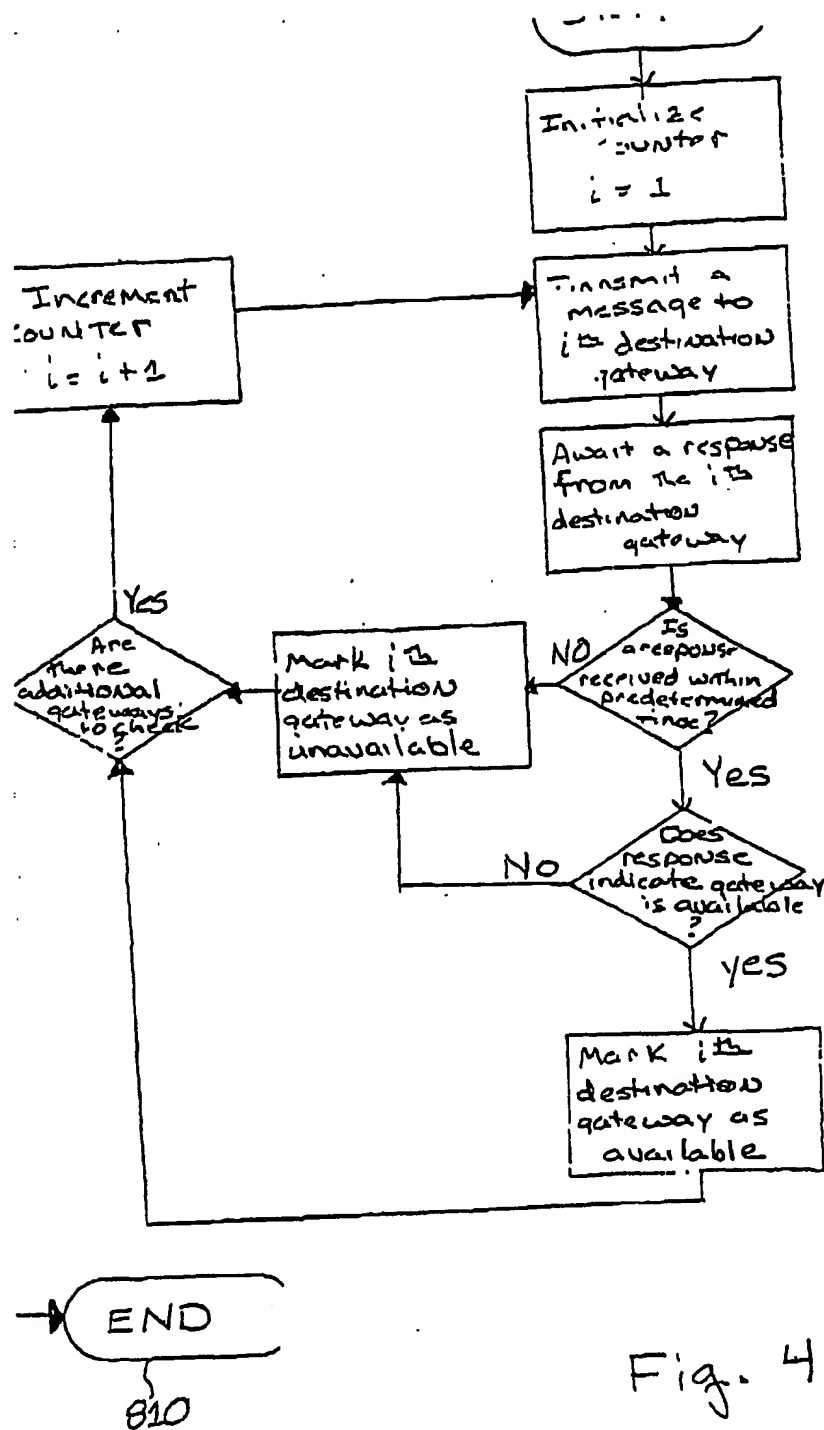 Initialize
counter
i = 1
Transmit a
message to
ith destination
gateway
Increment
counter
i = i + 1
Await a response
from the ith
destination
gateway
Yes
Are
there
additional
gateways
to check
?
Mark ith
destination
gateway as
unavailable
NO
Is
a response
received within
predetermined
time?
Yes
Does
response
indicate gateway
is available
?
No
yes
Mark ith
destination
gateway as
available
END
810
Fig. 4